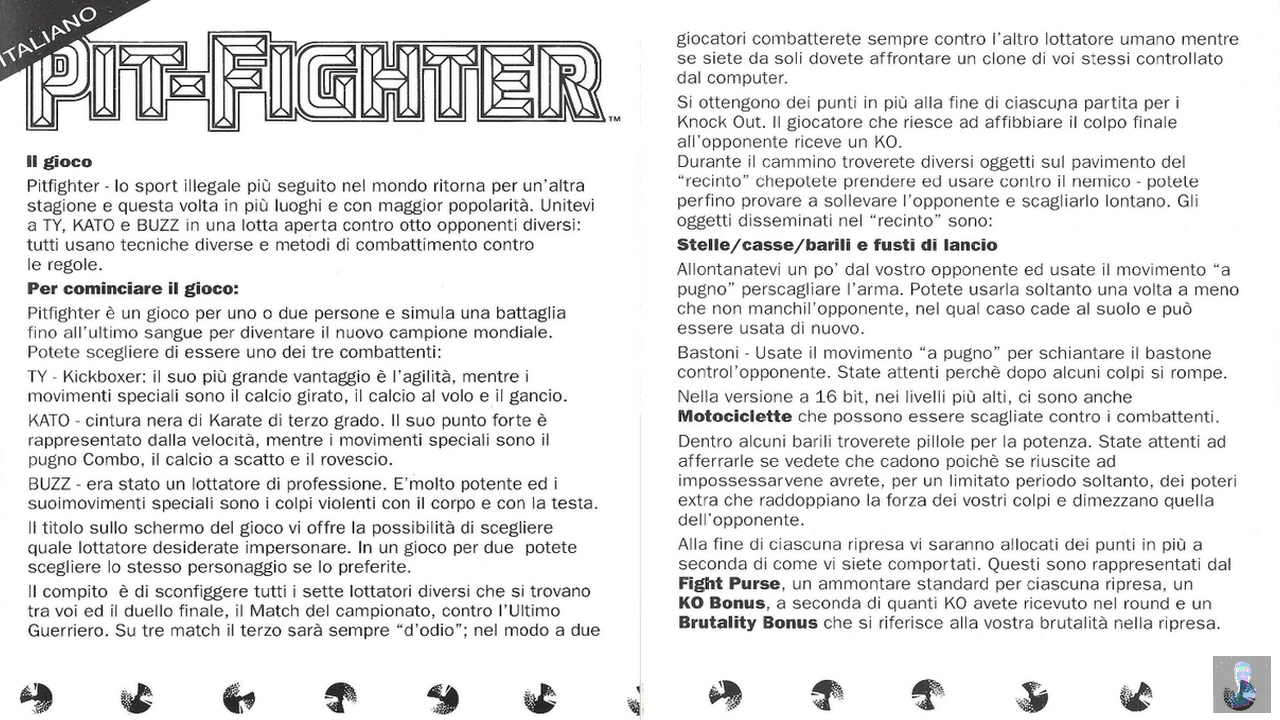 ITALIANO
PIT-FIGHTER™
Il gioco
Pitfighter - lo sport illegale più seguito nel mondo ritorna per un'altra
stagione e questa volta in più luoghi e con maggior popolarità. Unitevi
a TY, KATO e BUZZ in una lotta aperta contro otto opponenti diversi:
tutti usano tecniche diverse e metodi di combattimento contro
le regole.
Per cominciare il gioco:
Pitfighter è un gioco per uno o due persone e simula una battaglia
fino all'ultimo sangue per diventare il nuovo campione mondiale.
Potete scegliere di essere uno dei tre combattenti:
TY - Kickboxer: il suo più grande vantaggio è l'agilità, mentre i
movimenti speciali sono il calcio girato, il calcio al volo e il gancio.
KATO - cintura nera di Karate di terzo grado. Il suo punto forte è
rappresentato dalla velocità, mentre i movimenti speciali sono il
pugno Combo, il calcio a scatto e il rovescio.
BUZZ - era stato un lottatore di professione. E'molto potente ed i
suoimovimenti speciali sono i colpi violenti con il corpo e con la testa.
Il titolo sullo schermo del gioco vi offre la possibilità di scegliere
quale lottatore desiderate impersonare. In un gioco per due potete
scegliere lo stesso personaggio se lo preferite.
Il compito è di sconfiggere tutti i sette lottatori diversi che si trovano
tra voi ed il duello finale, il Match del campionato, contro l'Ultimo
Guerriero. Su tre match il terzo sarà sempre "d'odio"; nel modo a due
giocatori combatterete sempre contro l'altro lottatore umano mentre
se siete da soli dovete affrontare un clone di voi stessi controllato
dal computer.
Si ottengono dei punti in più alla fine di ciascuna partita per i
Knock Out. Il giocatore che riesce ad affibbiare il colpo finale
all'opponente riceve un KO.
Durante il cammino troverete diversi oggetti sul pavimento del
"recinto" chepotete prendere ed usare contro il nemico - potete
perfino provare a sollevare l'opponente e scagliarlo lontano. Gli
oggetti disseminati nel "recinto" sono:
Stelle/casse/barili e fusti di lancio
Allontanatevi un po' dal vostro opponente ed usate il movimento "a
pugno" perscagliare l'arma. Potete usarla soltanto una volta a meno
che non manchil'opponente, nel qual caso cade al suolo e può
essere usata di nuovo.
Bastoni - Usate il movimento "a pugno" per schiantare il bastone
control'opponente. State attenti perchè dopo alcuni colpi si rompe.
Nella versione a 16 bit, nei livelli più alti, ci sono anche
Motociclette che possono essere scagliate contro i combattenti.
Dentro alcuni barili troverete pillole per la potenza. State attenti ad
afferrarle se vedete che cadono poichè se riuscite ad
impossessarvene avrete, per un limitato periodo soltanto, dei poteri
extra che raddoppiano la forza dei vostri colpi e dimezzano quella
dell'opponente.
Alla fine di ciascuna ripresa vi saranno allocati dei punti in più a
seconda di come vi siete comportati. Questi sono rappresentati dal
Fight Purse, un ammontare standard per ciascuna ripresa, un
KO Bonus, a seconda di quanti KO avete ricevuto nel round e un
Brutality Bonus che si riferisce alla vostra brutalità nella ripresa.